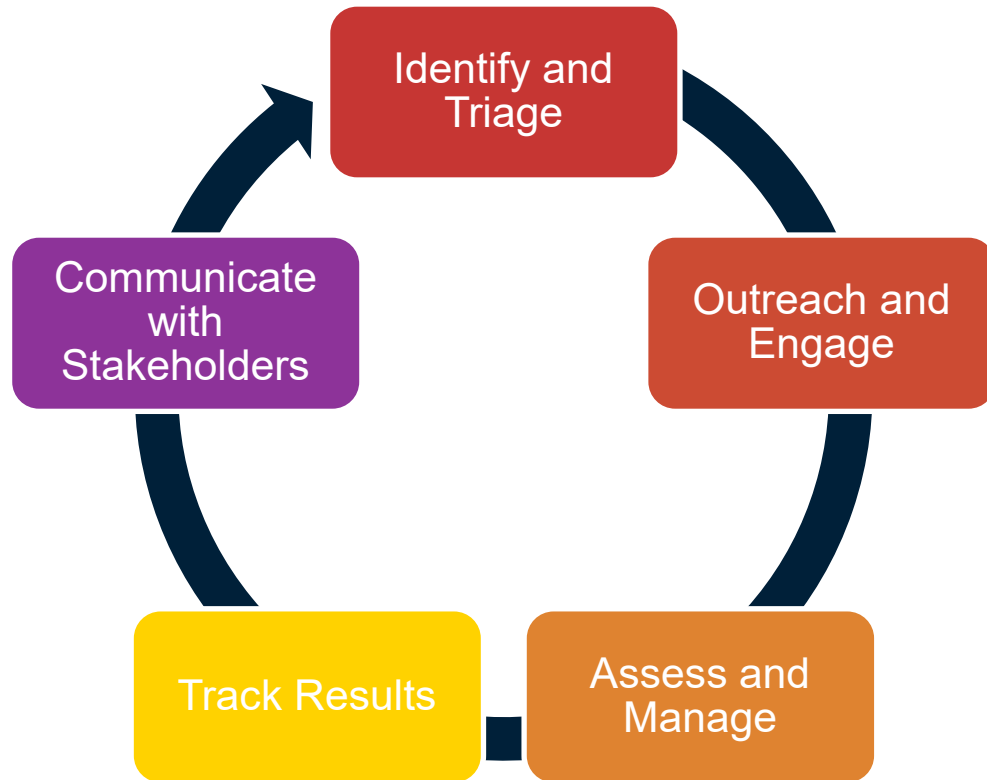 Identify and
Triage
Outreach and
Engage
Assess and
Manage
Track Results
Communicate
with
Stakeholders